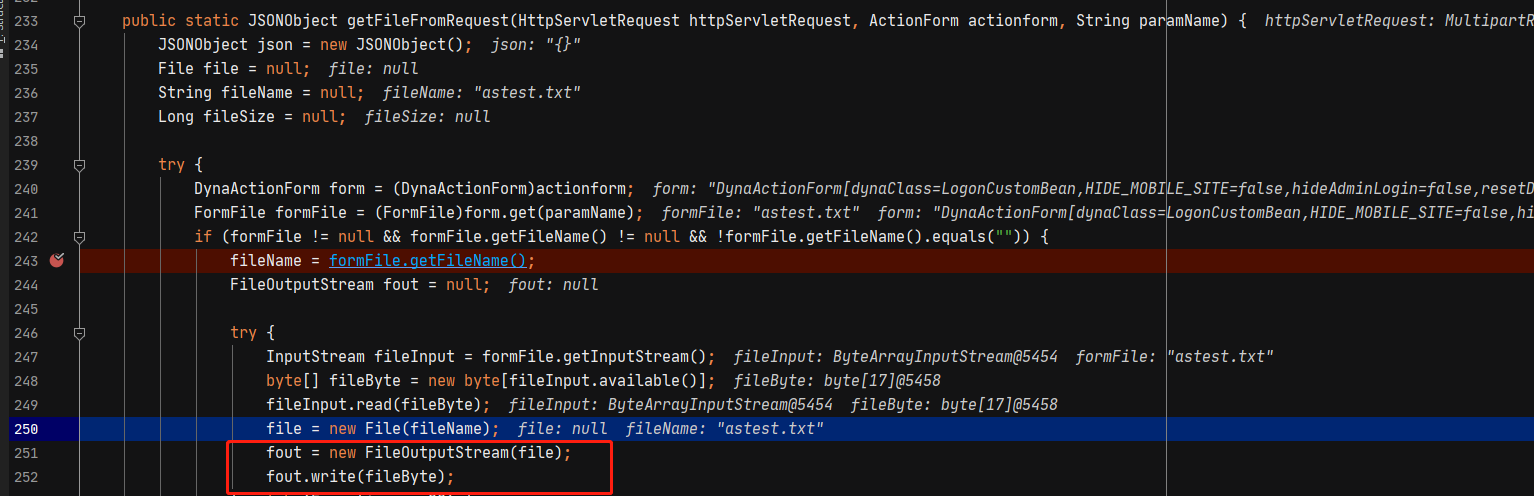 233 public static JSONObject getFileFromRequest(HttpServletRequest httpServletRequest, ActionForm actionform, String paramName) { httpServletRequest: MultipartR
234 JSONObject json = new JSONObject(); json: "{}"
235 File file = null; file: null
236 String fileName = null; fileName: "astest.txt"
237 Long fileSize = null; fileSize: null
238
239 try {
240 DynaActionForm form = (DynaActionForm)actionform; form: "DynaActionForm[dynaClass=LogonCustomBean,HIDE_MOBILE_SITE=false,hideAdminLogin=false,resetD
241 FormFile formFile = (FormFile)form.get(paramName); formFile: "astest.txt" form: "DynaActionForm[dynaClass=LogonCustomBean,HIDE_MOBILE_SITE=false,hi
242 if (formFile != null && formFile.getFileName() != null && !formFile.getFileName().equals("")) {
243 fileName = formFile.getFileName();
244 FileOutputStream fout = null; fout: null
245
246 try {
247 InputStream fileInput = formFile.getInputStream(); fileInput: ByteArrayInputStream@5454 formFile: "astest.txt"
248 byte[] fileByte = new byte[fileInput.available()]; fileByte: byte[17]@5458
249 fileInput.read(fileByte); fileInput: ByteArrayInputStream@5454 fileByte: byte[17]@5458
250 file = new File(fileName); file: null fileName: "astest.txt"
251 fout = new FileOutputStream(file);
252 fout.write(fileByte);